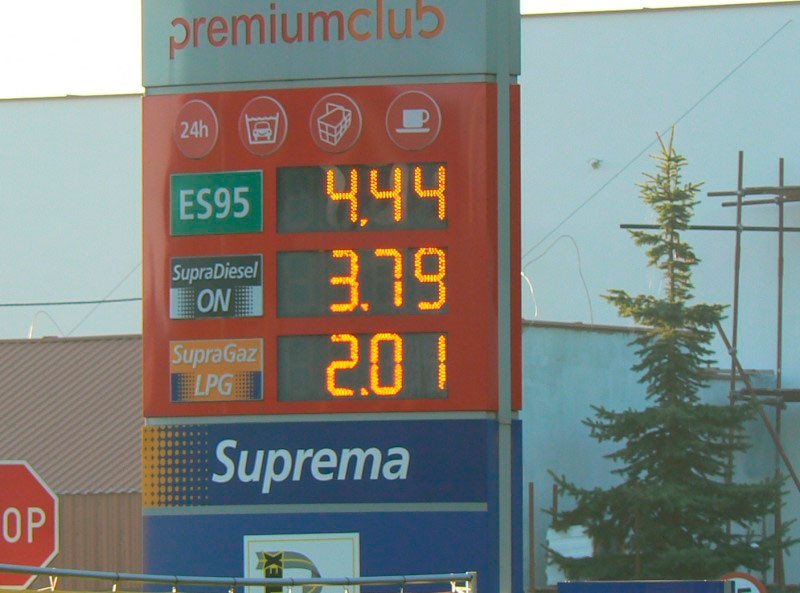 premiumclub
24h
ES95
4.44
SupraDiesel
ON
3.79
SupraGaz
LPG
2.01
Suprema
OP